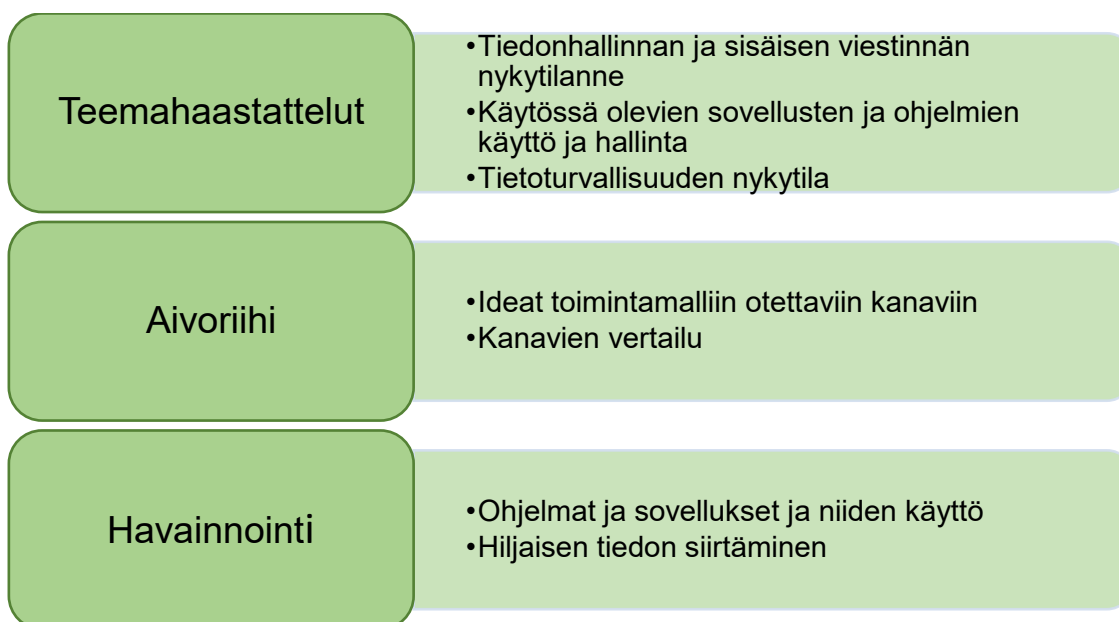 Teemahaastattelut
•Tiedonhallinnan ja sisäisen viestinnän
nykytilanne
•Käytössä olevien sovellusten ja ohjelmien
käyttö ja hallinta
•Tietoturvallisuuden nykytila
Aivoriihi
•Ideat toimintamalliin otettaviin kanaviin
•Kanavien vertailu
Havainnointi
•Ohjelmat ja sovellukset ja niiden käyttö
•Hiljaisen tiedon siirtäminen